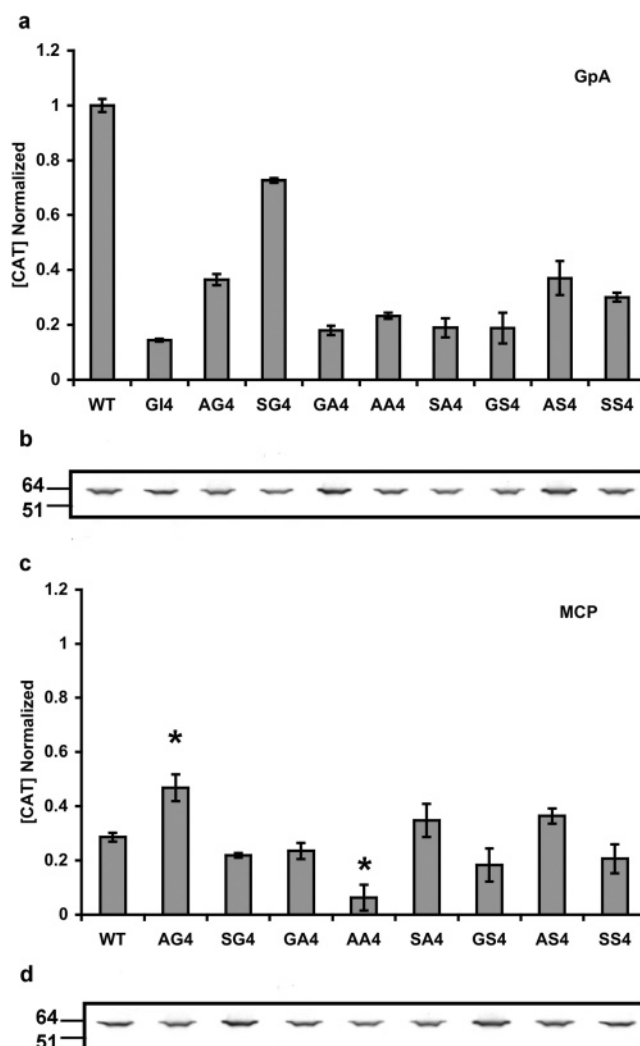 a
1.2
GpA
1
0.8
0.6
0.4
0.2
0
[CAT] Normalized
WT GI4 AG4 SG4 GA4 AA4 SA4 GS4 AS4 SS4
b
64
51
c
1.2
MCP
1
0.8
0.6
0.4
0.2
0
[CAT] Normalized
*
*
WT AG4 SG4 GA4 AA4 SA4 GS4 AS4 SS4
d
64
51